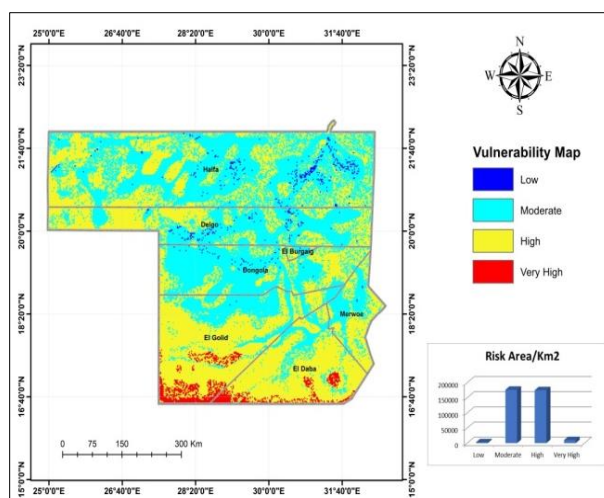 25°0'0"E 26°40'0"E 28°20'0"E 30°0'0"E 31°40'0"E
23°20'0"N
21°40'0"N
20°0'0"N
18°20'0"N
16°40'0"N
15°0'0"N
23°20'0"N
21°40'0"N
20°0'0"N
18°20'0"N
16°40'0"N
15°0'0"N
Halfa
Delgo
El Burgaig
Dongola
Merwoe
El Golid
El Daba
0 75 150 300 Km
25°0'0"E 26°40'0"E 28°20'0"E 30°0'0"E 31°40'0"E
N
W E
S
Vulnerability Map
Low
Moderate
High
Very High
Risk Area/Km2
200000
150000
100000
50000
0
Low Moderate High Very High